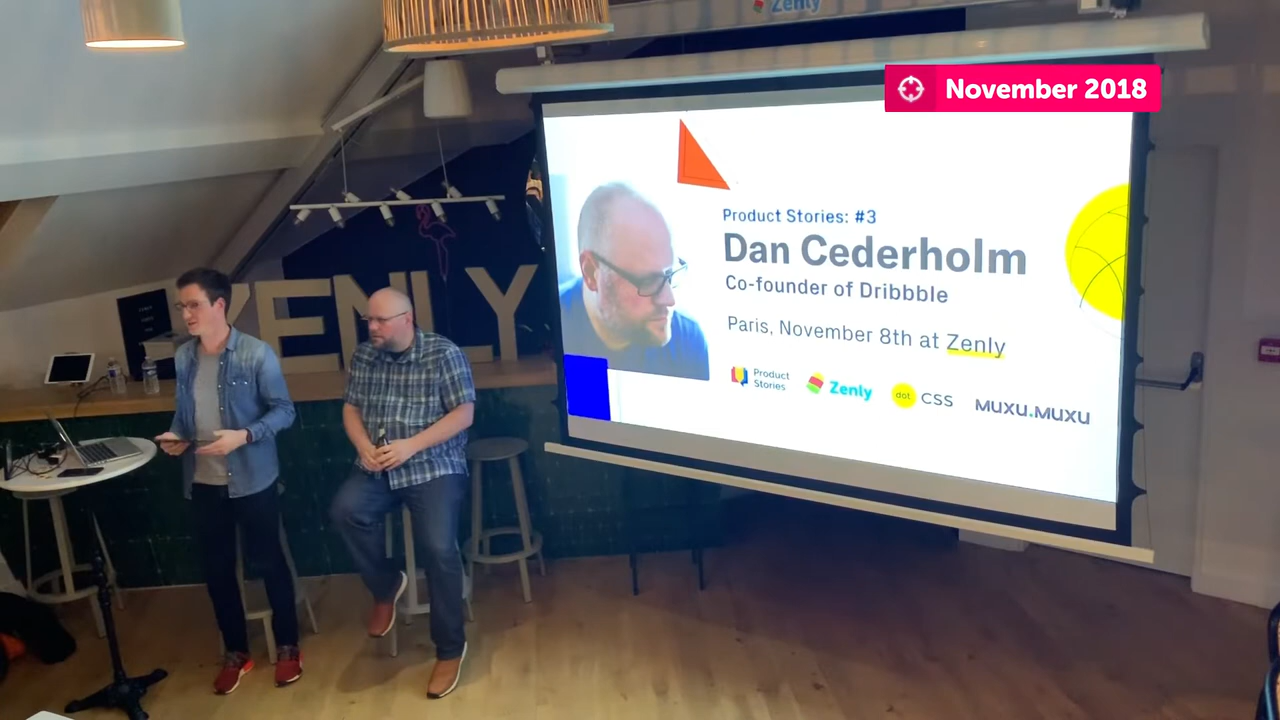 Zenly
November 2018
Product Stories: #3
Dan Cederholm
Co-founder of Dribbble
Paris, November 8th at Zenly
Product
Stories
Zenly
dot CSS
MUXU.MUXU
ZENLY